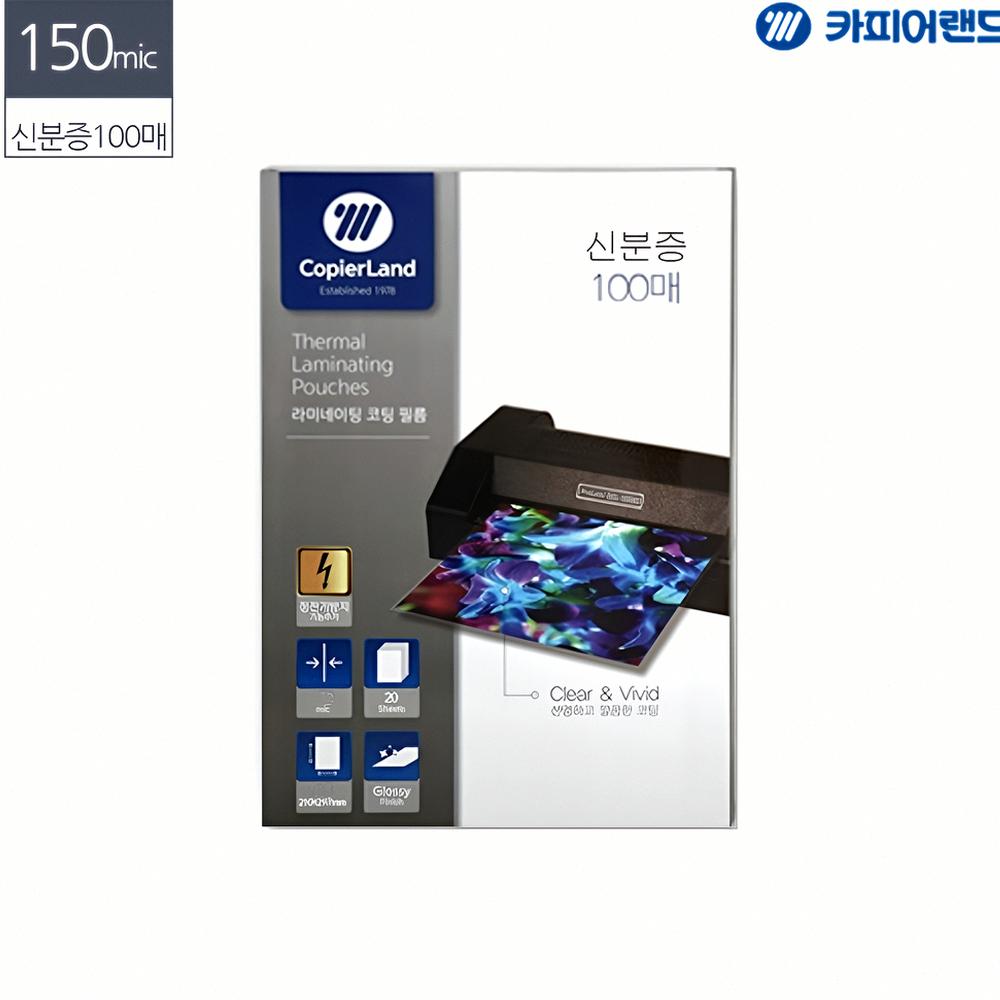 150mic
신분증100매
카피어랜드
CopierLand
Established 1978
신분증
100매
Thermal
Laminating
Pouches
라미네이팅 코팅 필름
20
Sheets
Clear & Vivid
Glossy